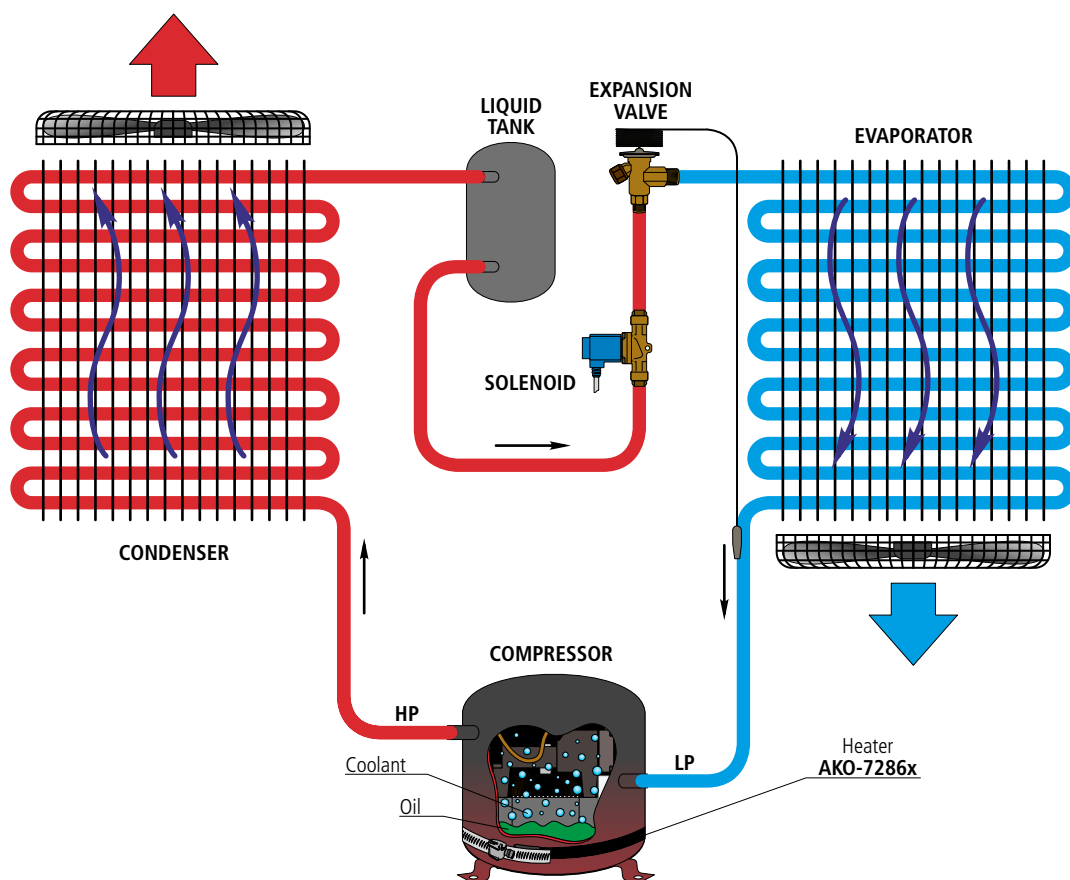 LIQUID
TANK
EXPANSION
VALVE
EVAPORATOR
SOLENOID
CONDENSER
COMPRESSOR
HP
LP
Heater
AKO-7286x
Coolant
Oil